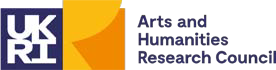 UK
RI
Arts and
Humanities
Research Council